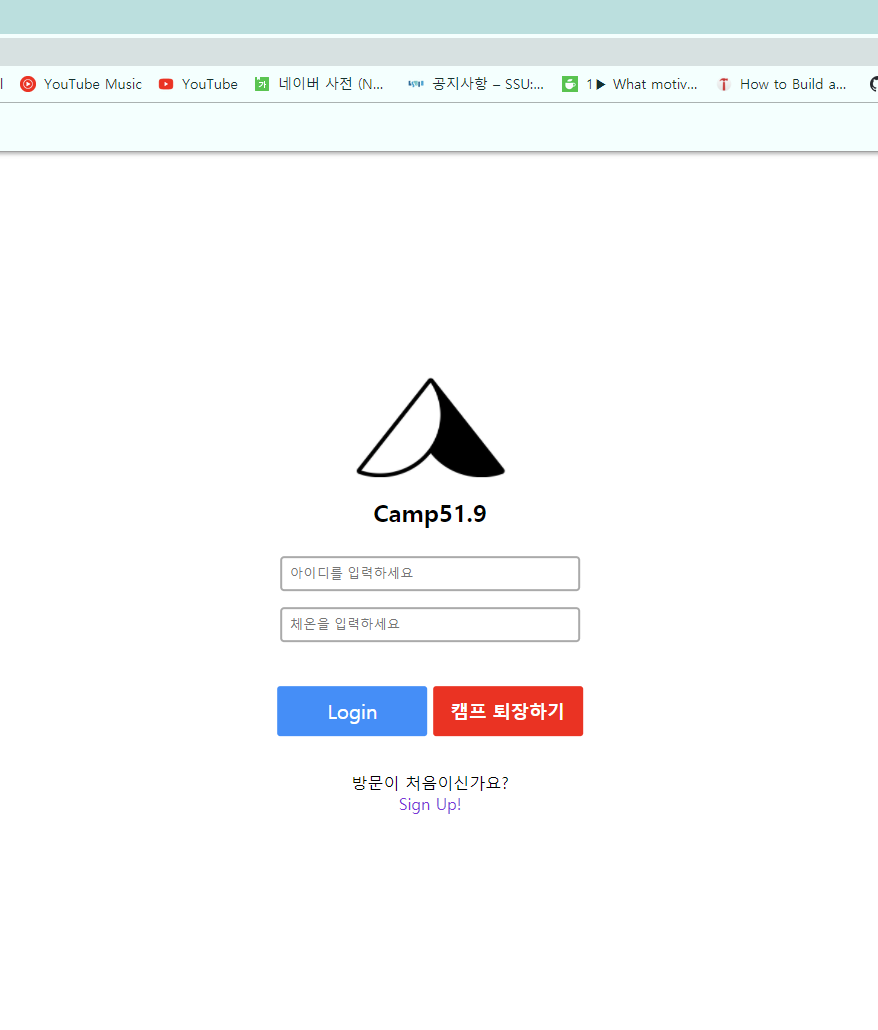 YouTube Music YouTube 네이버 사전 (N... 공지사항 – SSU:... 1▶ What motiv... How to Build a...
Camp51.9
아이디를 입력하세요
체온을 입력하세요
Login 캠프 퇴장하기
방문이 처음이신가요?
Sign Up!